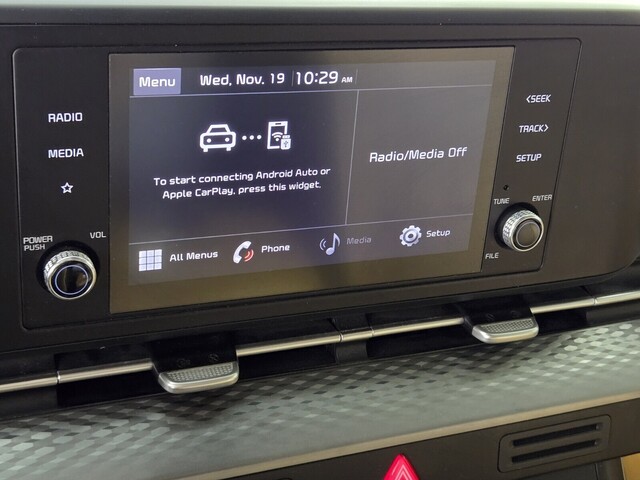 Menu
Wed, Nov. 19 10:29 AM
To start connecting Android Auto or
Apple CarPlay, press this widget.
Radio/Media Off
All Menus
Phone
Media
Setup
RADIO
MEDIA
POWER
PUSH
VOL
<SEEK
TRACK>
SETUP
TUNE
ENTER
FILE